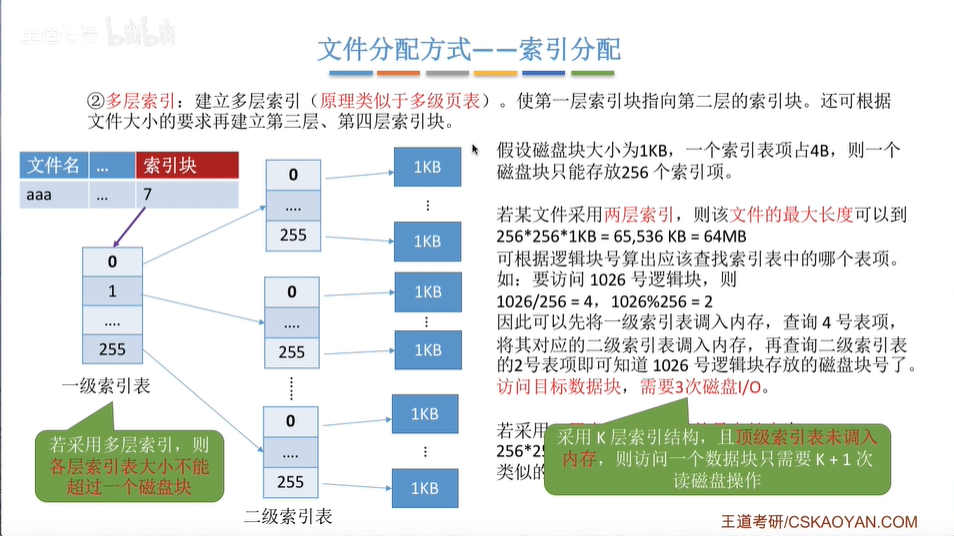 文件分配方式——索引分配
②多层索引：建立多层索引（原理类似于多级页表）。使第一层索引块指向第二层的索引块。还可根据
文件大小的要求再建立第三层、第四层索引块。
文件名 ... 索引块
aaa ... 7
0
1
....
255
一级索引表
若采用多层索引，则
各层索引表大小不能
超过一个磁盘块
0
....
255
0
....
255
0
....
255
二级索引表
1KB
1KB
1KB
1KB
1KB
1KB
假设磁盘块大小为1KB，一个索引表项占4B，则一个
磁盘块只能存放256 个索引项。
若某文件采用两层索引，则该文件的最大长度可以到
256*256*1KB = 65,536 KB = 64MB
可根据逻辑块号算出应该查找索引表中的哪个表项。
如：要访问 1026 号逻辑块，则
1026/256 = 4，1026%256 = 2
因此可以先将一级索引表调入内存，查询 4 号表项，
将其对应的二级索引表调入内存，再查询二级索引表
的2号表项即可知道 1026 号逻辑块存放的磁盘块号了。
访问目标数据块，需要3次磁盘I/O。
若采用
类似的
采用 K 层索引结构，且顶级索引表未调入
内存，则访问一个数据块只需要 K + 1 次
读磁盘操作
王道考研/CSKAOYAN.COM